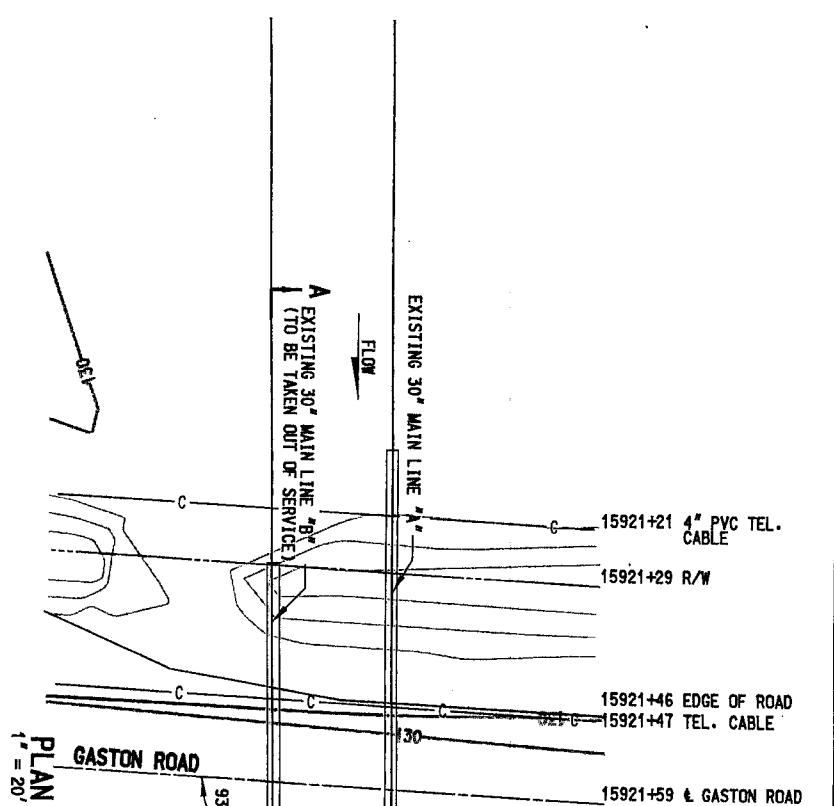 A
EXISTING 30" MAIN LINE "B"
(TO BE TAKEN OUT OF SERVICE)
FLOW
EXISTING 30" MAIN LINE "A"
130
C
C
15921+21 4" PVC TEL.
CABLE
15921+29 R/W
15921+46 EDGE OF ROAD
C
C
C
15921+47 TEL. CABLE
130
GASTON ROAD
93
15921+59 ℄ GASTON ROAD
PLAN
1" = 20'